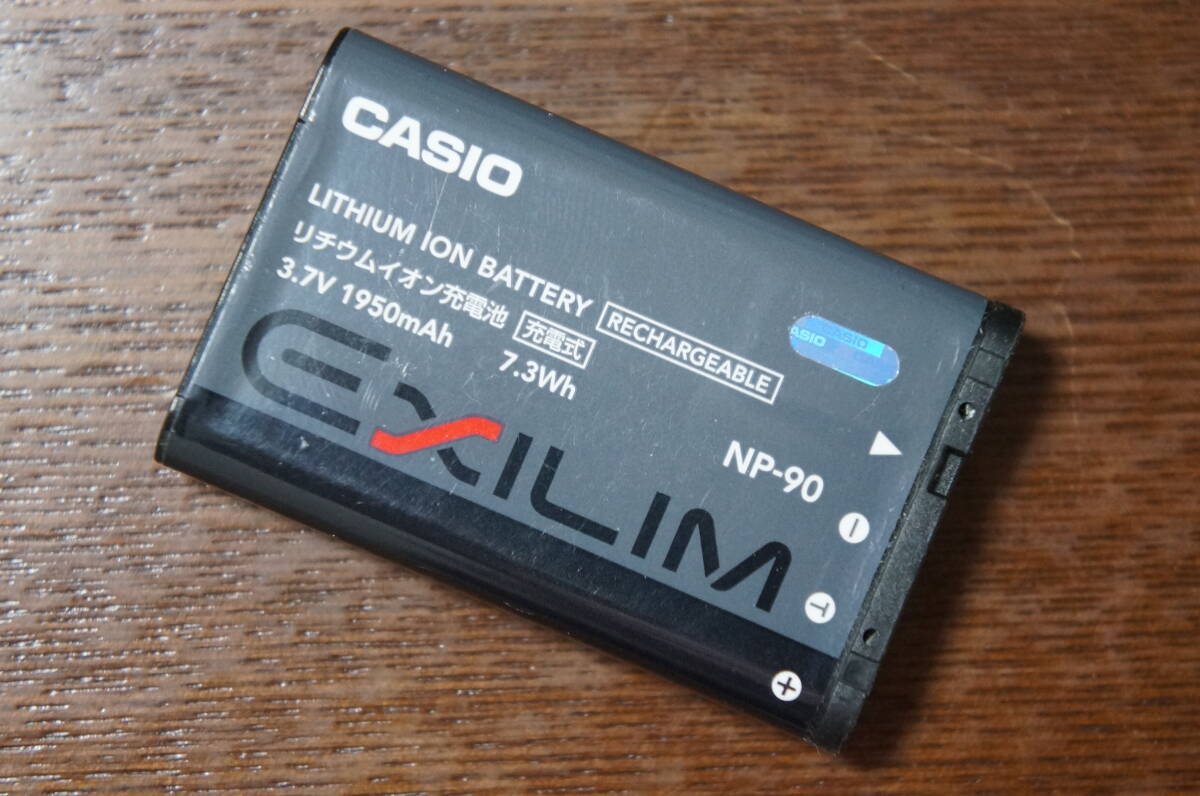 CASIO
LITHIUM ION BATTERY RECHARGEABLE
リチウムイオン充電池 充電式
3.7V 1950mAh 7.3Wh
EXILIM
ASIO CASIO
NP-90
−
T
+